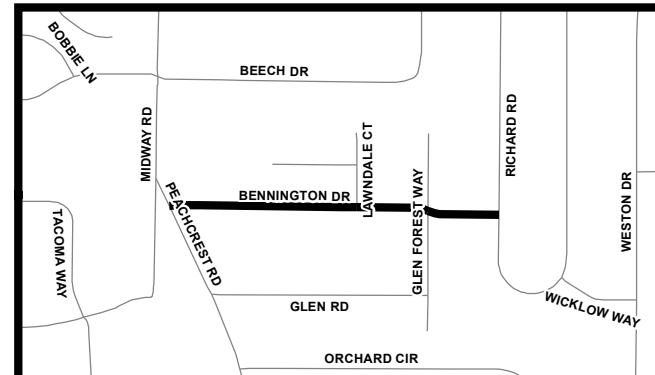 BOBBIE LN
BEECH DR
MIDWAY RD
RICHARD RD
LAWNDALE CT
PEACHCREST RD
BENNINGTON DR
GLEN FOREST WAY
WESTON DR
TACOMA WAY
GLEN RD
WICKLOW WAY
ORCHARD CIR